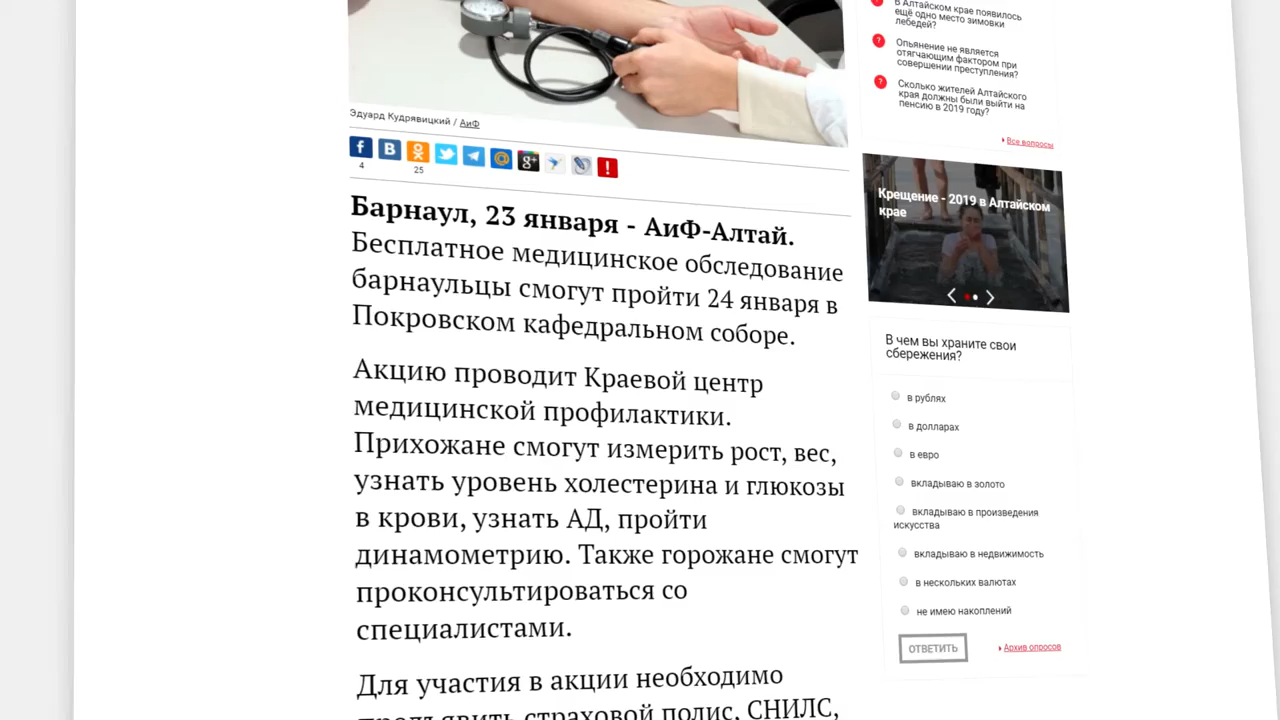 Эдуард Кудрявицкий / АиФ
4
25
Барнаул, 23 января - АиФ-Алтай.
Бесплатное медицинское обследование
барнаульцы смогут пройти 24 января в
Покровском кафедральном соборе.
Акцию проводит Краевой центр
медицинской профилактики.
Прихожане смогут измерить рост, вес,
узнать уровень холестерина и глюкозы
в крови, узнать АД, пройти
динамометрию. Также горожане смогут
проконсультироваться со
специалистами.
Для участия в акции необходимо
предъявить страховой полис, СНИЛС,
В Алтайском крае появилось
ещё одно место зимовки
лебедей?
Опьянение не является
отягчающим фактором при
совершении преступления?
Сколько жителей Алтайского
края должны были выйти на
пенсию в 2019 году?
Все вопросы
Крещение - 2019 в Алтайском
крае
В чем вы храните свои
сбережения?
в рублях
в долларах
в евро
вкладываю в золото
вкладываю в произведения
искусства
вкладываю в недвижимость
в нескольких валютах
не имею накоплений
ОТВЕТИТЬ
Архив опросов